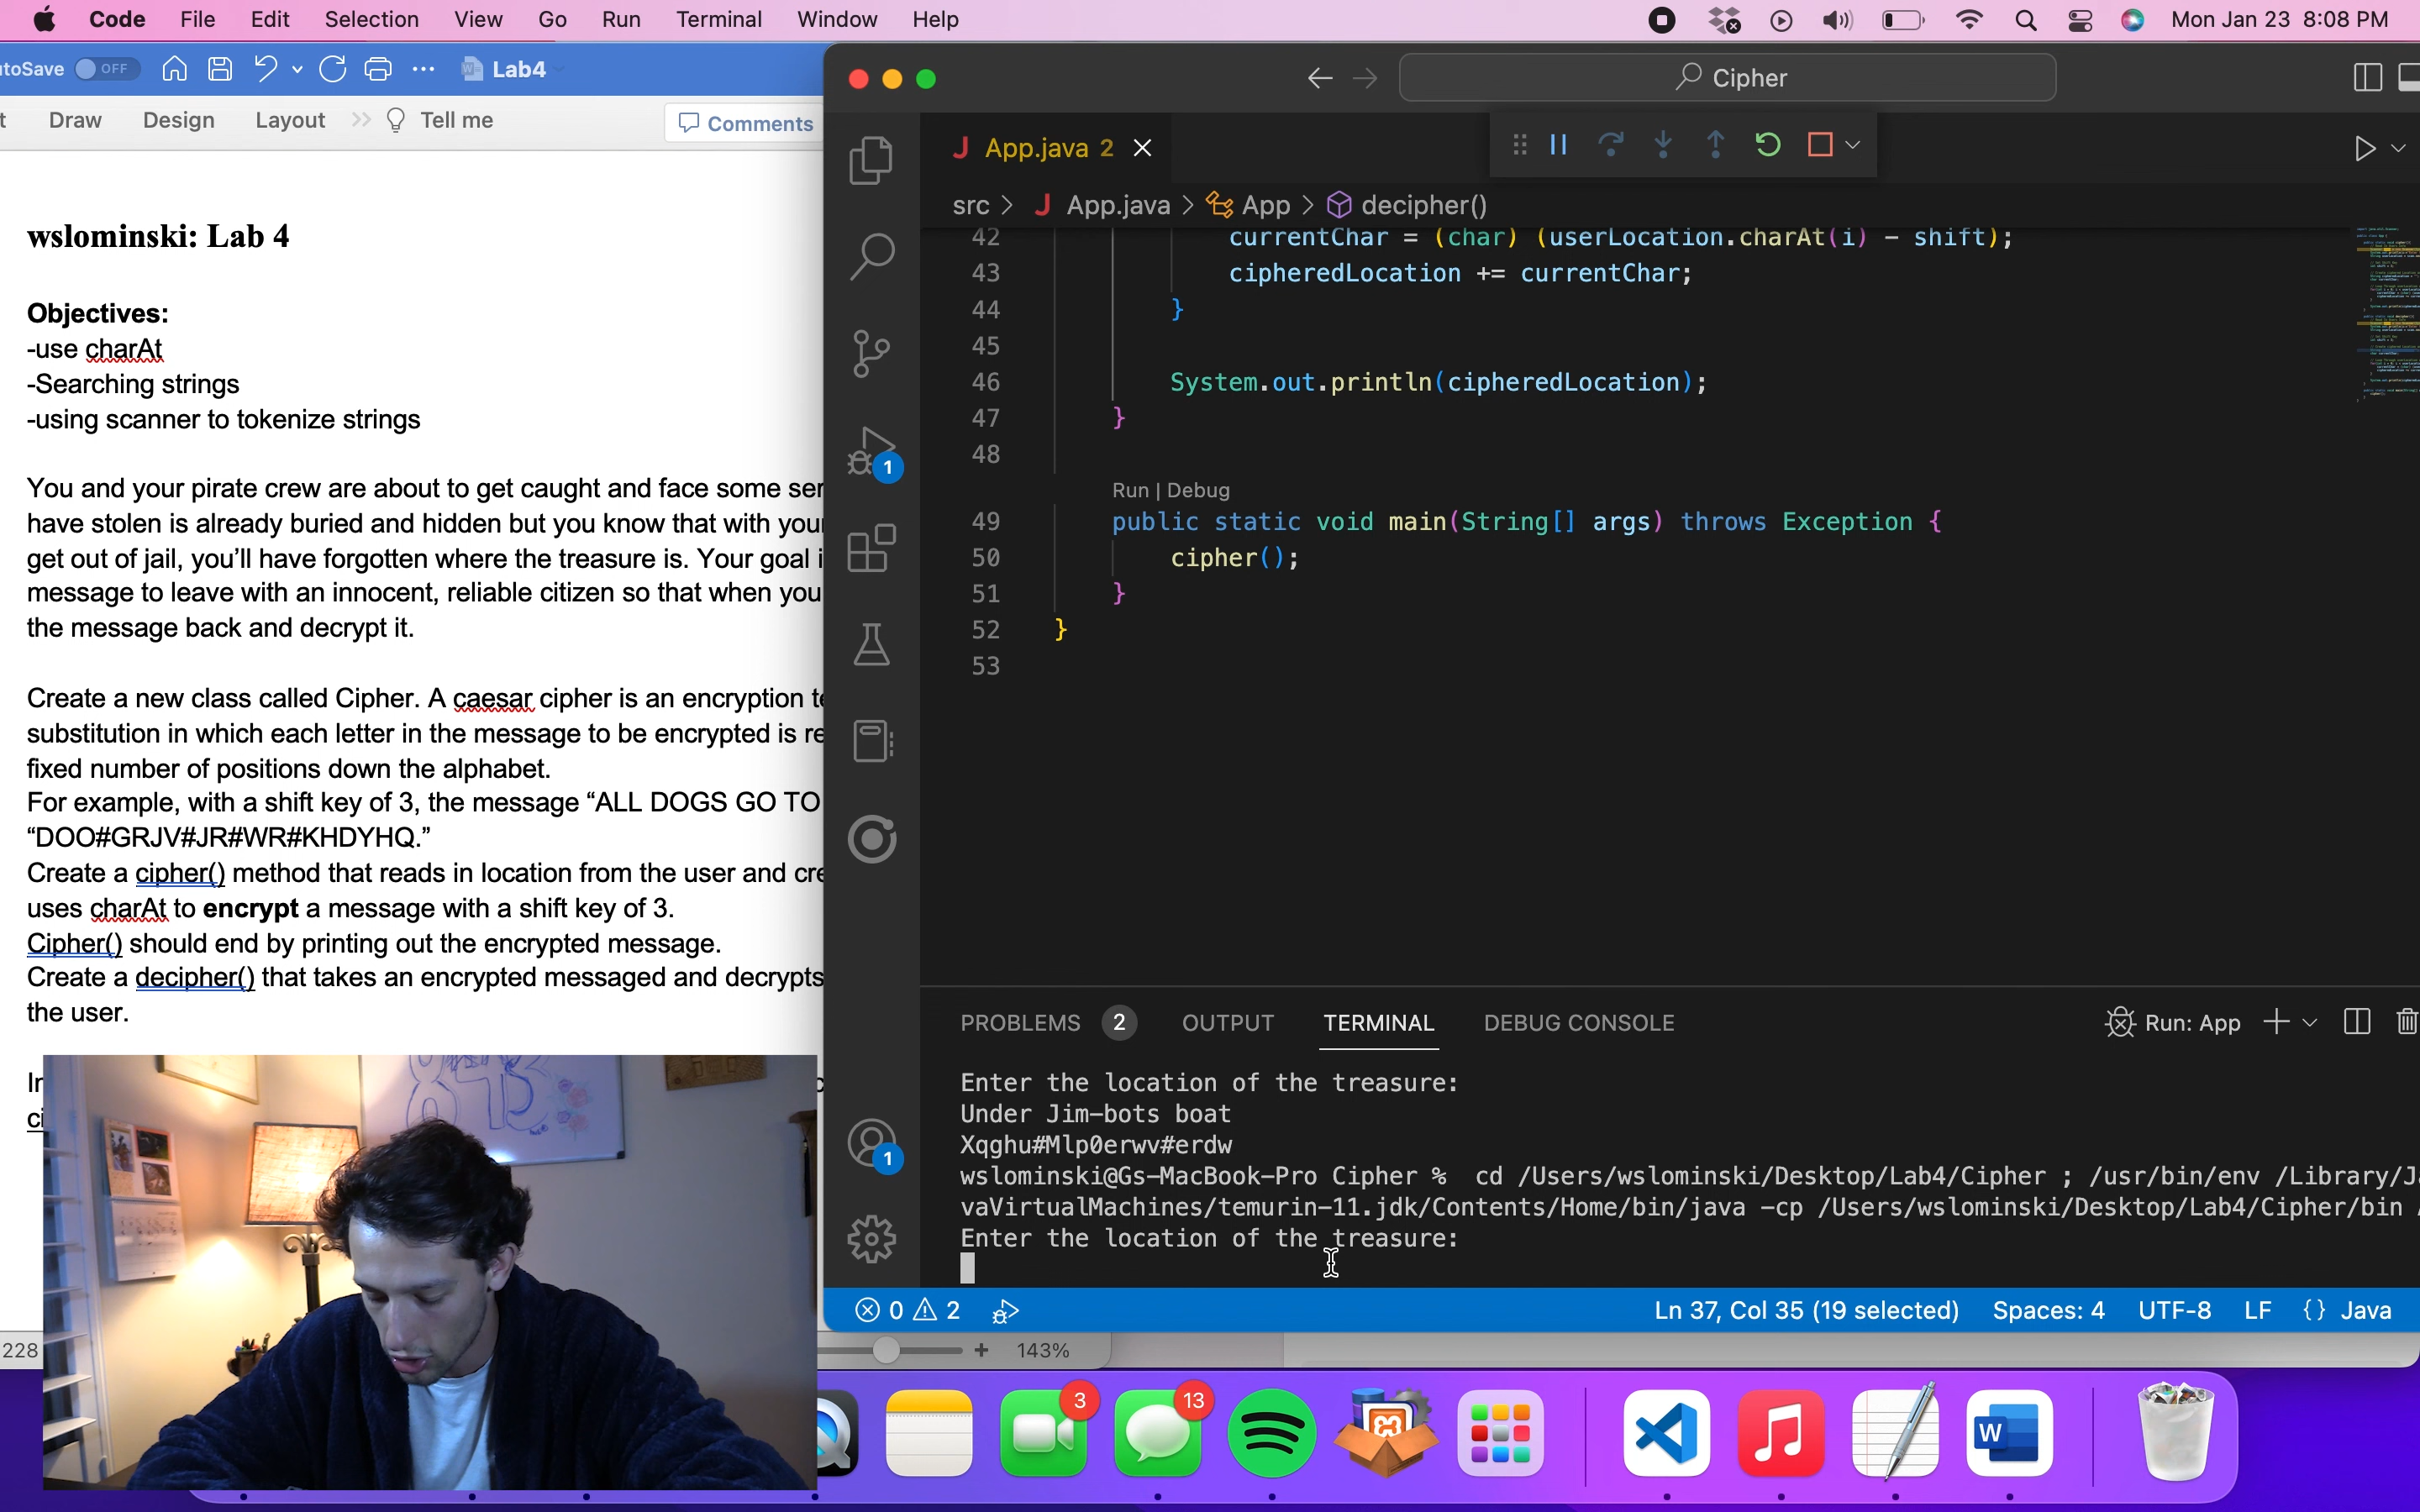 Code File Edit Selection View Go Run Terminal Window Help Mon Jan 23 8:08 PM
toSave OFF Lab4
t Draw Design Layout Tell me Comments
wslominski: Lab 4
Objectives:
-use charAt
-Searching strings
-using scanner to tokenize strings
You and your pirate crew are about to get caught and face some ser
have stolen is already buried and hidden but you know that with your
get out of jail, you’ll have forgotten where the treasure is. Your goal i
message to leave with an innocent, reliable citizen so that when you
the message back and decrypt it.
Create a new class called Cipher. A caesar cipher is an encryption te
substitution in which each letter in the message to be encrypted is re
fixed number of positions down the alphabet.
For example, with a shift key of 3, the message “ALL DOGS GO TO
“DOO#GRJV#JR#WR#KHDYHQ.”
Create a cipher() method that reads in location from the user and cre
uses charAt to encrypt a message with a shift key of 3.
Cipher() should end by printing out the encrypted message.
Create a decipher() that takes an encrypted messaged and decrypts
the user.
In
ci
843
228
143%
Cipher
App.java 2
src > App.java > App > decipher()
42 currentChar = (char) (userLocation.charAt(i) - shift);
43 cipheredLocation += currentChar;
44 }
45
46 System.out.println(cipheredLocation);
47 }
48
Run | Debug
49 public static void main(String[] args) throws Exception {
50 cipher();
51 }
52 }
53
1
1
PROBLEMS 2 OUTPUT TERMINAL DEBUG CONSOLE Run: App
Enter the location of the treasure:
Under Jim-bots boat
Xqghu#Mlp0erwv#erdw
wslominski@Gs-MacBook-Pro Cipher % cd /Users/wslominski/Desktop/Lab4/Cipher ; /usr/bin/env /Library/Ja
vaVirtualMachines/temurin-11.jdk/Contents/Home/bin/java -cp /Users/wslominski/Desktop/Lab4/Cipher/bin A
Enter the location of the treasure:
0 2 Ln 37, Col 35 (19 selected) Spaces: 4 UTF-8 LF {} Java
3 13 W